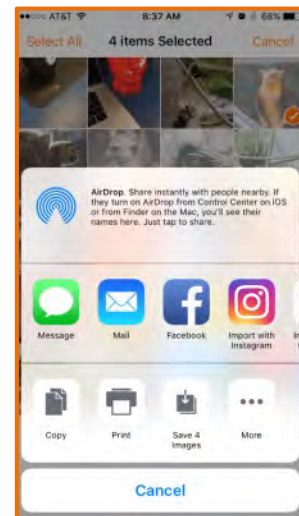 AT&T 8:37 AM 68%
Select All 4 items Selected Cancel
AirDrop. Share instantly with people nearby. If
they turn on AirDrop from Control Center on iOS
or from Finder on the Mac, you'll see their
names here. Just tap to share.
Message Mail Facebook Import with
Instagram
Copy Print Save 4
Images More
Cancel